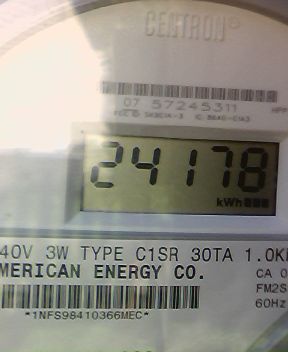 CENTRON®
07 57245311
24178
kWh
40V 3W TYPE C1SR 30TA 1.0K
MERICAN ENERGY CO.
CA 0
FM2S
60Hz
*1NFS98410366MEC*